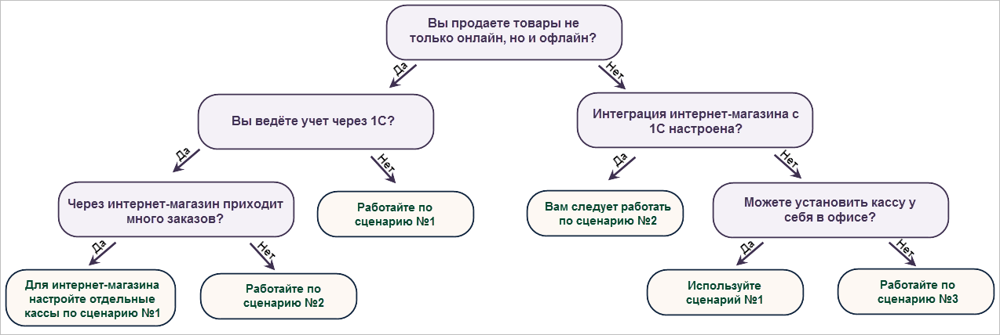 Вы продаете товары не
только онлайн, но и офлайн?
Да
Нет
Вы ведёте учет через 1С?
Интеграция интернет-магазина с
1С настроена?
Да
Нет
Да
Нет
Через интернет-магазин приходит
много заказов?
Работайте по
сценарию №1
Вам следует работать
по сценарию №2
Можете установить кассу у
себя в офисе?
Да
Нет
Да
Нет
Для интернет-магазина
настройте отдельные
кассы по сценарию №1
Работайте по
сценарию №2
Используйте
сценарий №1
Работайте по
сценарию №3